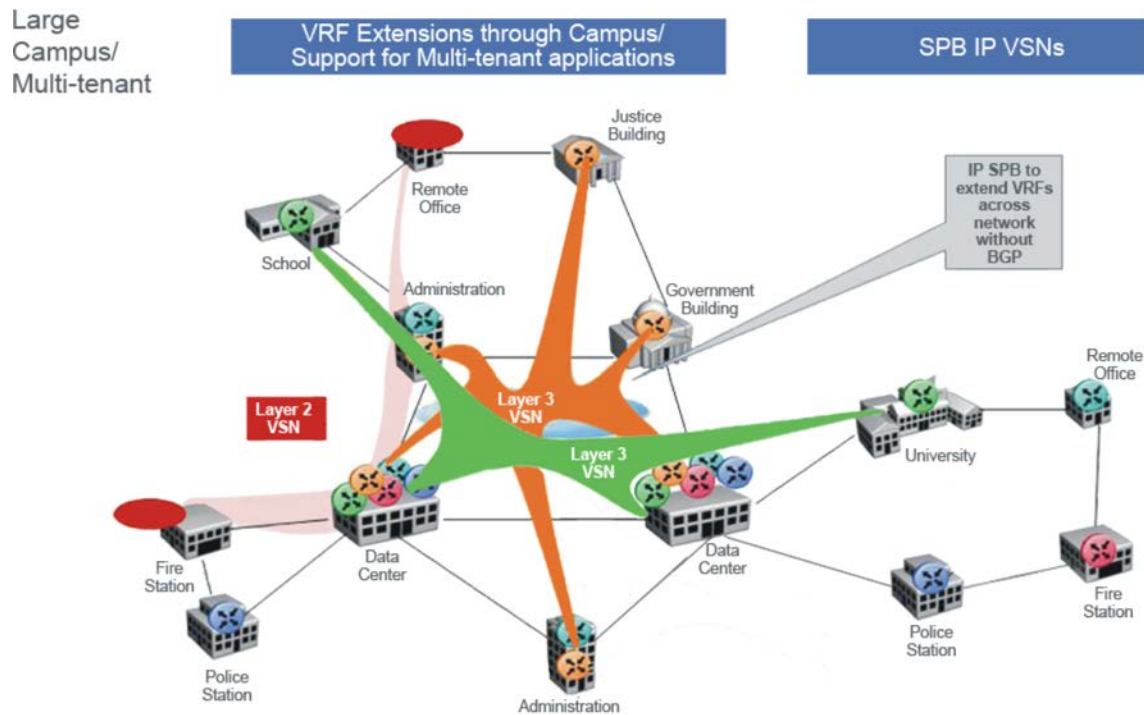 Large
Campus/
Multi-tenant
VRF Extensions through Campus/
Support for Multi-tenant applications
SPB IP VSNs
Justice
Building
Remote
Office
IP SPB to
extend VRFs
across
network
without
BGP
School
Administration
Government
Building
Remote
Office
Layer 2
VSN
Layer 3
VSN
Layer 3
VSN
University
Fire
Station
Data
Center
Data
Center
Fire
Station
Police
Station
Police
Station
Administration